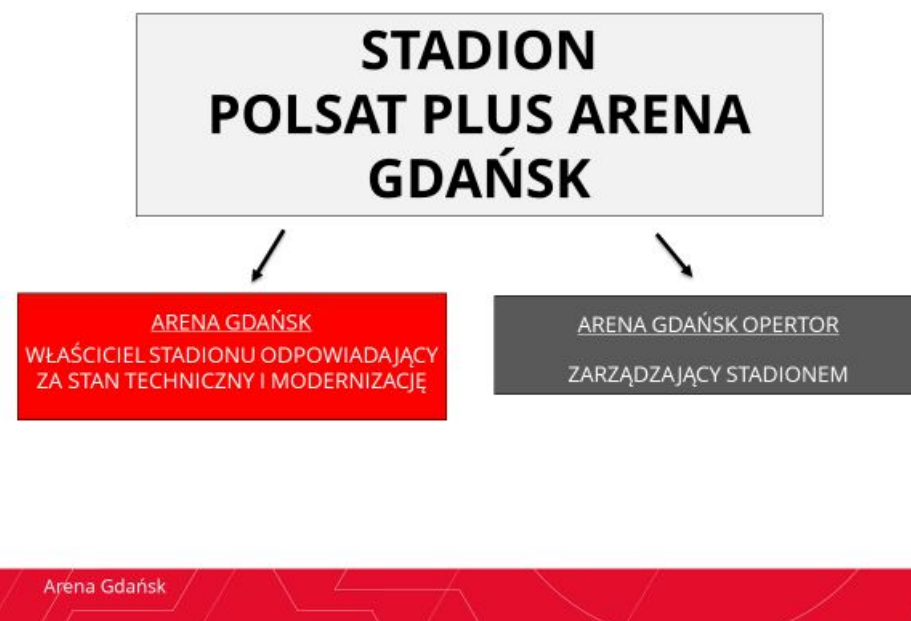 STADION
POLSAT PLUS ARENA
GDAŃSK
ARENA GDAŃSK
WŁAŚCICIEL STADIONU ODPOWIADAJĄCY
ZA STAN TECHNICZNY I MODERNIZACJĘ
ARENA GDAŃSK OPERTOR
ZARZĄDZAJĄCY STADIONEM
Arena Gdańsk